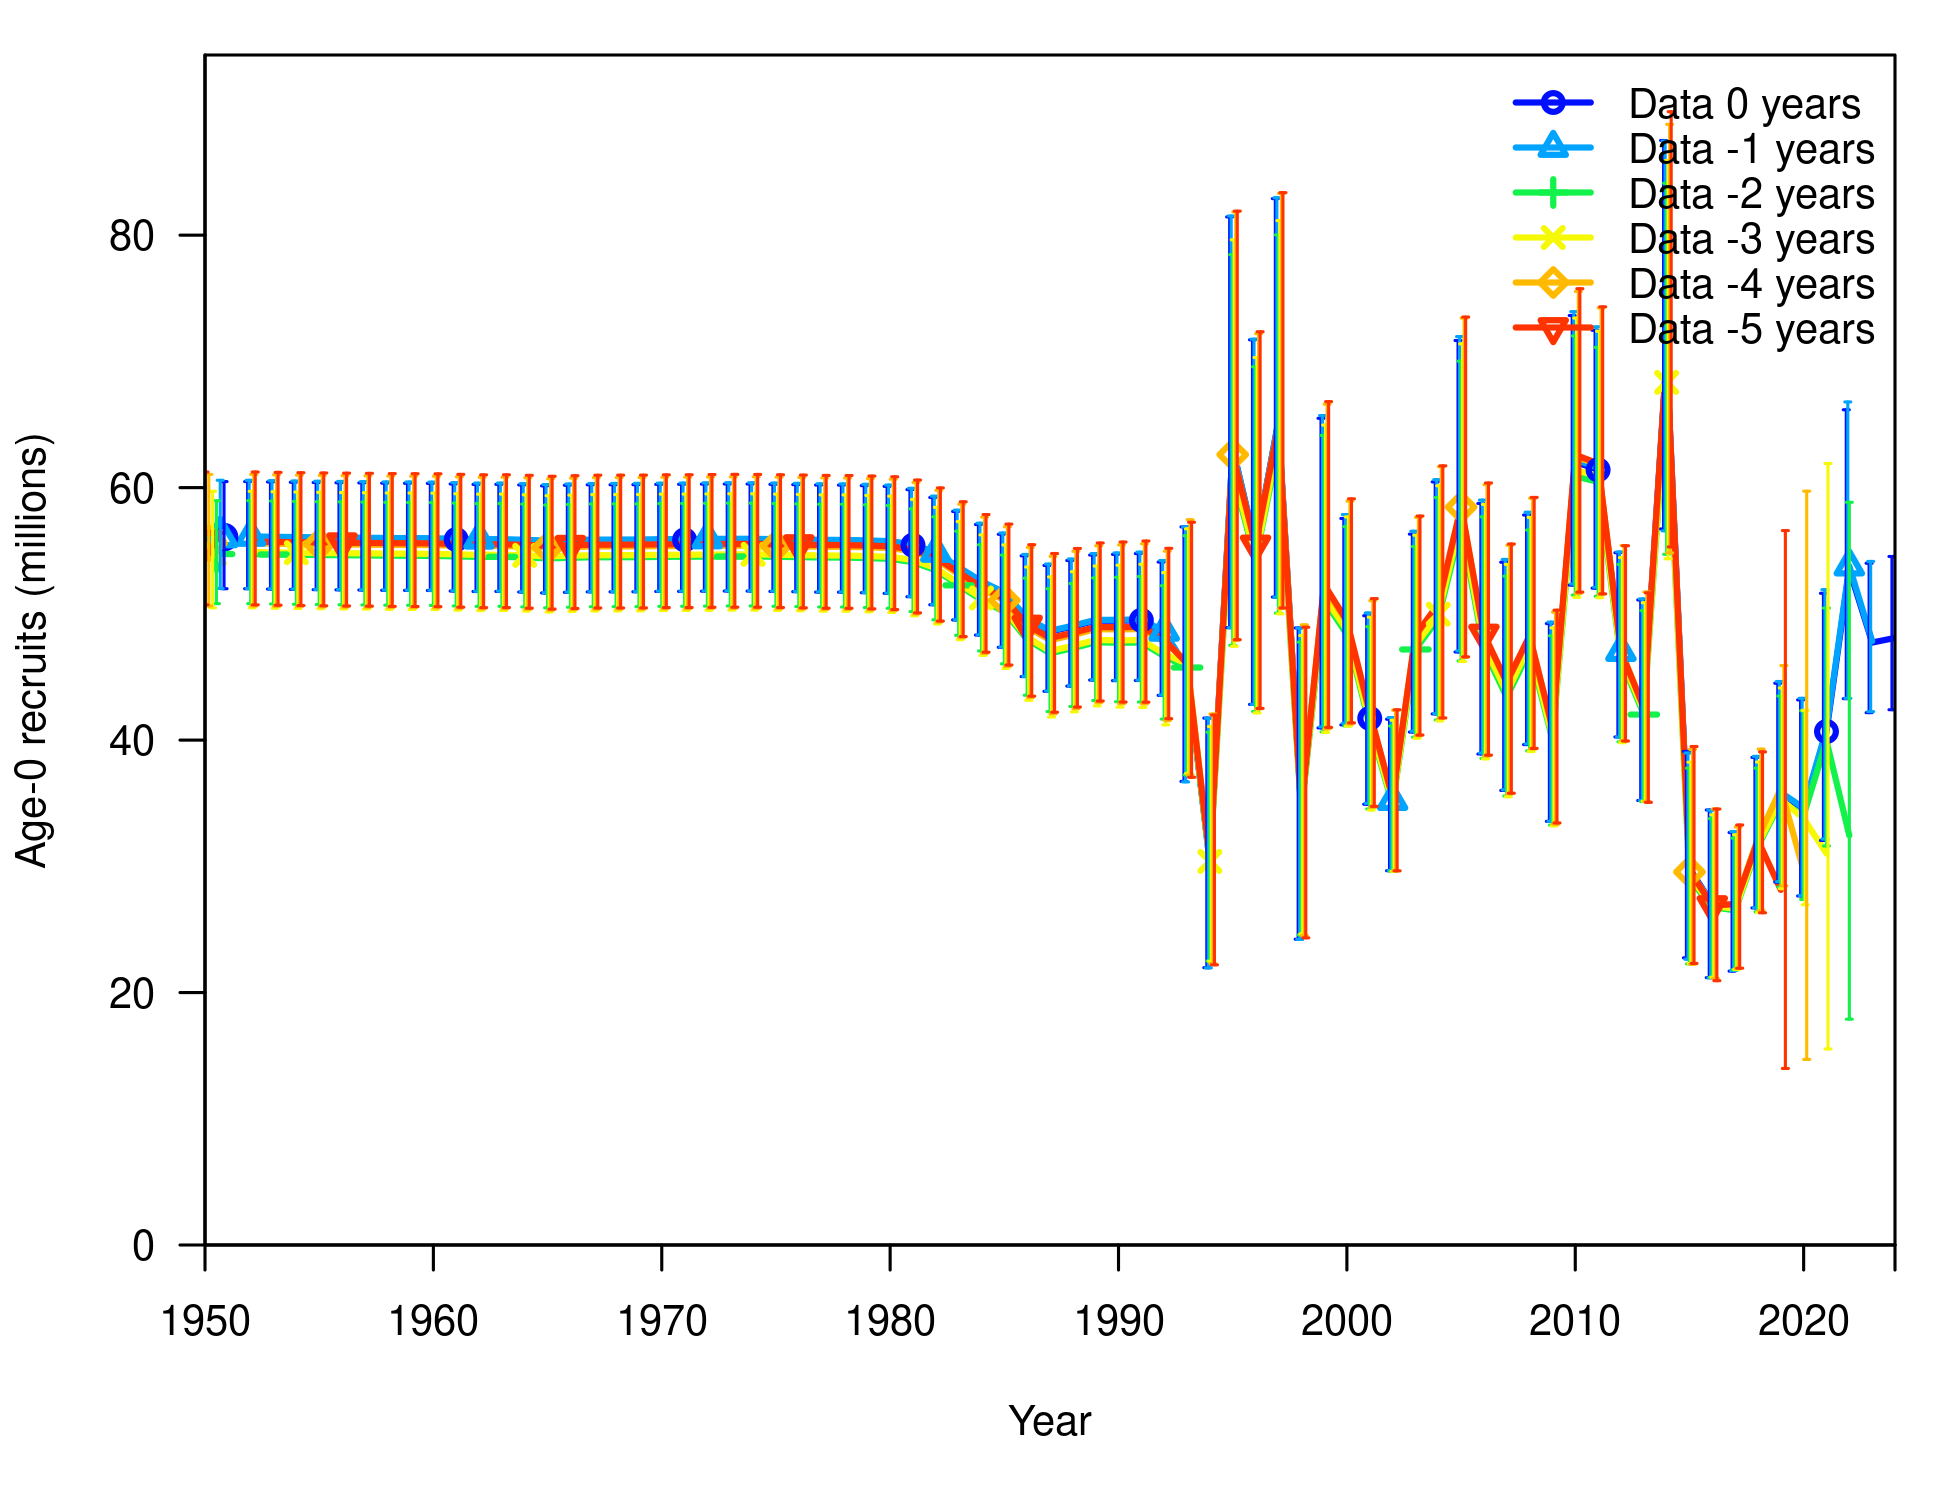 Data 0 years
Data -1 years
Data -2 years
Data -3 years
Data -4 years
Data -5 years
Age-0 recruits (millions)
80
60
40
20
0
1950 1960 1970 1980 1990 2000 2010 2020
Year